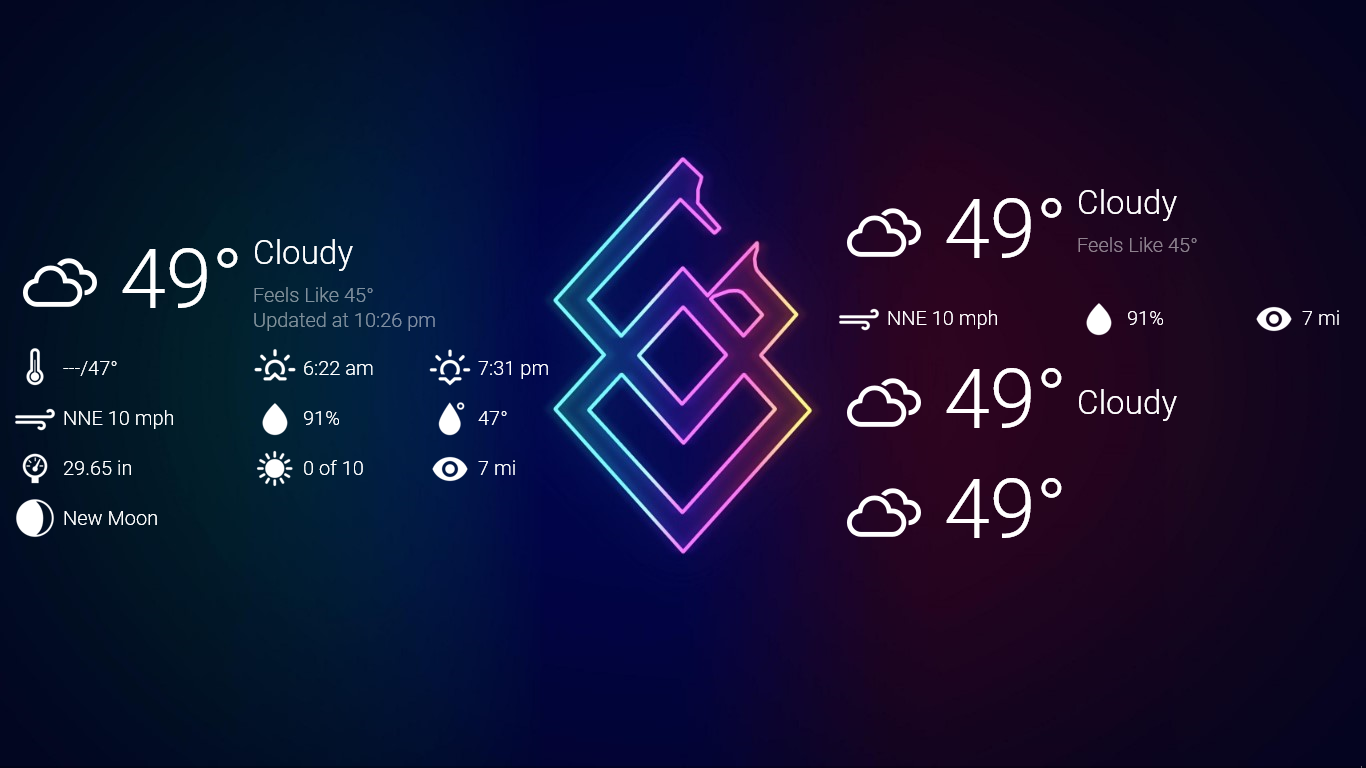 49°
Cloudy
Feels Like 45°
Updated at 10:26 pm
---/47°
6:22 am
7:31 pm
NNE 10 mph
91%
47°
29.65 in
0 of 10
7 mi
New Moon
49°
Cloudy
Feels Like 45°
NNE 10 mph
91%
7 mi
49°
Cloudy
49°